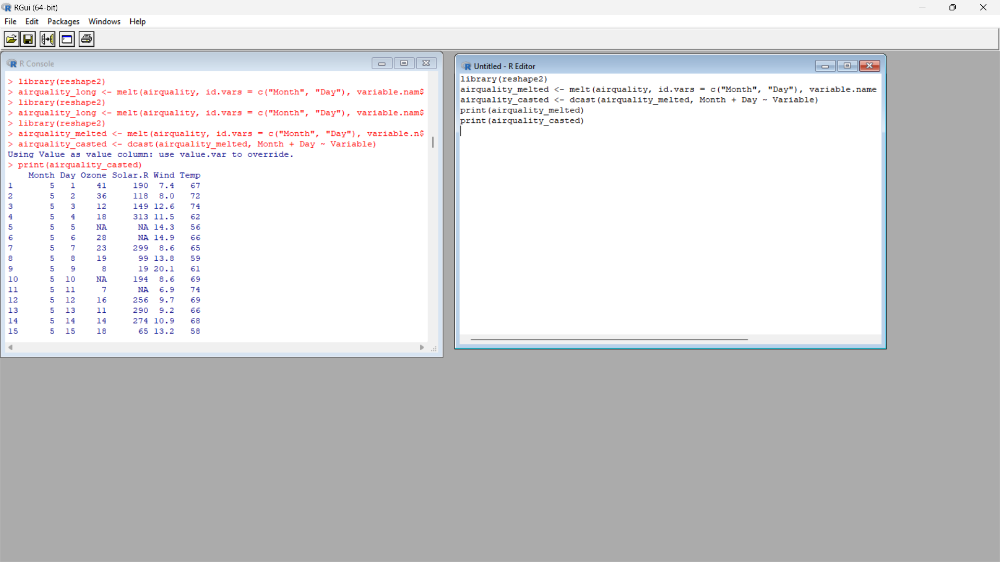 RGui (64-bit)
File Edit Packages Windows Help
R Console
> library(reshape2)
> airquality_long <- melt(airquality, id.vars = c("Month", "Day"), variable.nam$
> library(reshape2)
> airquality_long <- melt(airquality, id.vars = c("Month", "Day"), variable.nam$
> library(reshape2)
> airquality_melted <- melt(airquality, id.vars = c("Month", "Day"), variable.n$
> airquality_casted <- dcast(airquality_melted, Month + Day ~ Variable)
Using Value as value column: use value.var to override.
> print(airquality_casted)
Month Day Ozone Solar.R Wind Temp
1 5 1 41 190 7.4 67
2 5 2 36 118 8.0 72
3 5 3 12 149 12.6 74
4 5 4 18 313 11.5 62
5 5 5 NA NA 14.3 56
6 5 6 28 NA 14.9 66
7 5 7 23 299 8.6 65
8 5 8 19 99 13.8 59
9 5 9 8 19 20.1 61
10 5 10 NA 194 8.6 69
11 5 11 7 NA 6.9 74
12 5 12 16 256 9.7 69
13 5 13 11 290 9.2 66
14 5 14 14 274 10.9 68
15 5 15 18 65 13.2 58
Untitled - R Editor
library(reshape2)
airquality_melted <- melt(airquality, id.vars = c("Month", "Day"), variable.name
airquality_casted <- dcast(airquality_melted, Month + Day ~ Variable)
print(airquality_melted)
print(airquality_casted)